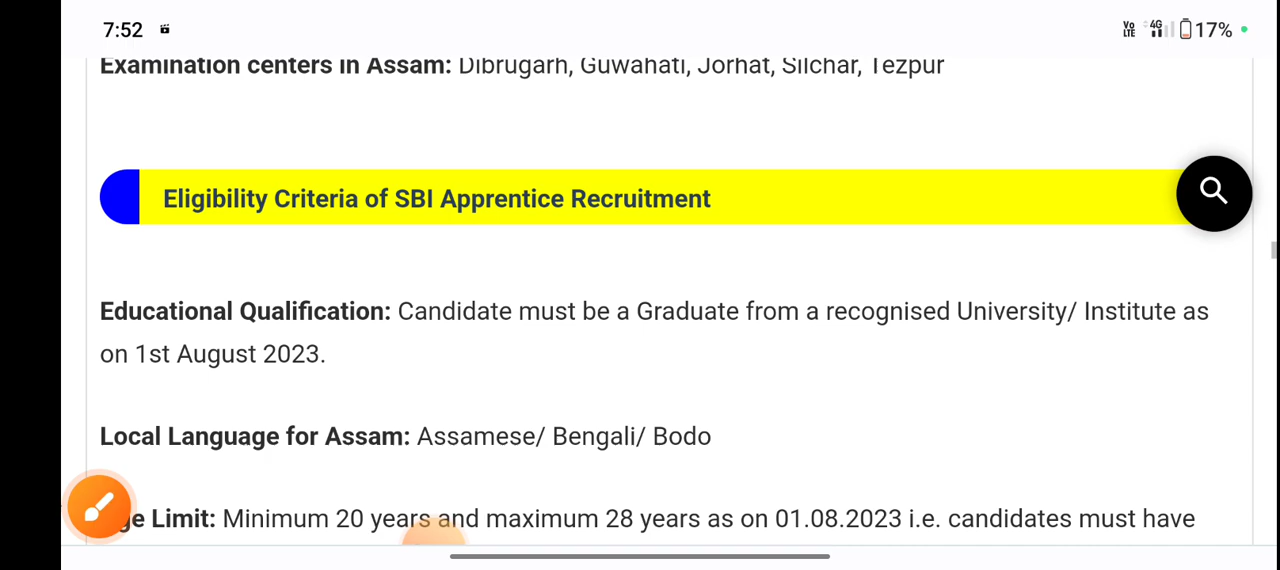 7:52 Vo LTE 4G 17%
Examination centers in Assam: Dibrugarh, Guwahati, Jorhat, Silchar, Tezpur
Eligibility Criteria of SBI Apprentice Recruitment
Educational Qualification: Candidate must be a Graduate from a recognised University/ Institute as
on 1st August 2023.
Local Language for Assam: Assamese/ Bengali/ Bodo
ge Limit: Minimum 20 years and maximum 28 years as on 01.08.2023 i.e. candidates must have